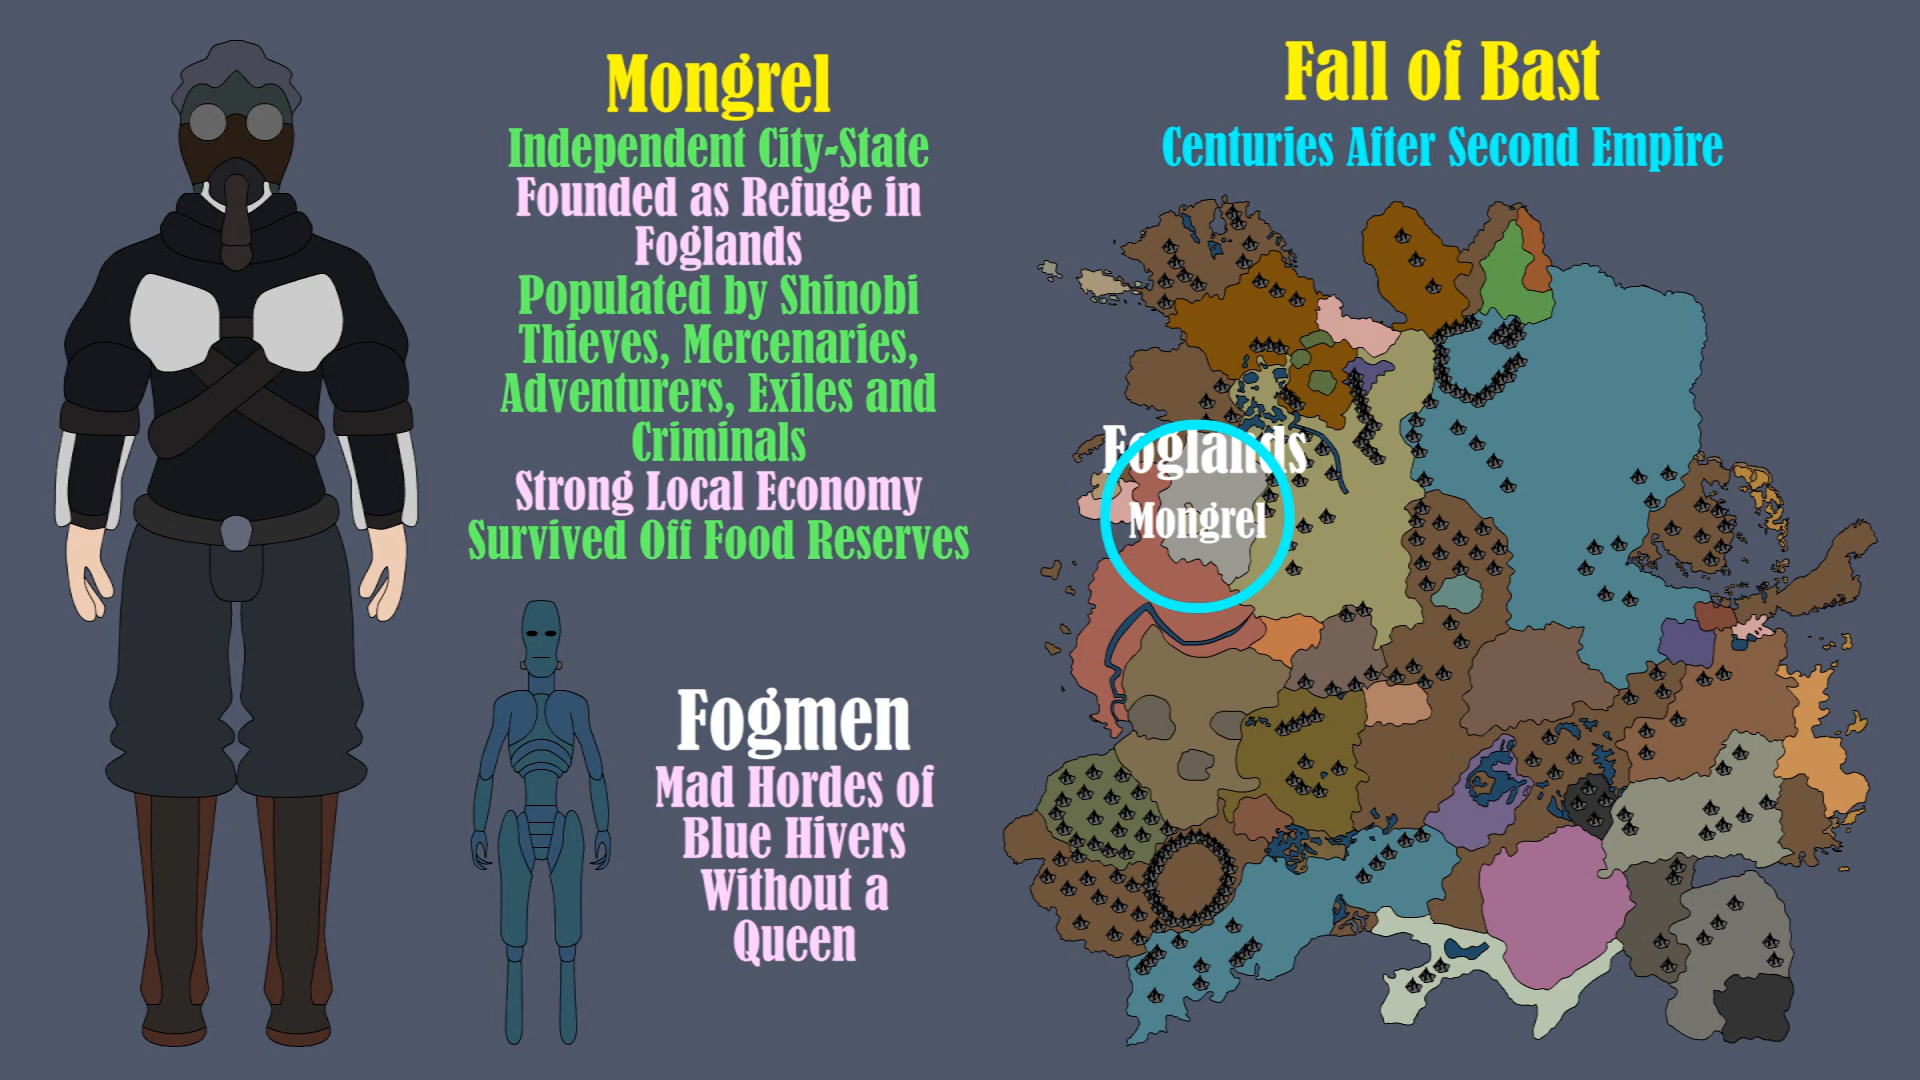 Mongrel
Independent City-State
Founded as Refuge in
Foglands
Populated by Shinobi
Thieves, Mercenaries,
Adventurers, Exiles and
Criminals
Strong Local Economy
Survived Off Food Reserves
Fogmen
Mad Hordes of
Blue Hivers
Without a
Queen
Fall of Bast
Centuries After Second Empire
Foglands
Mongrel